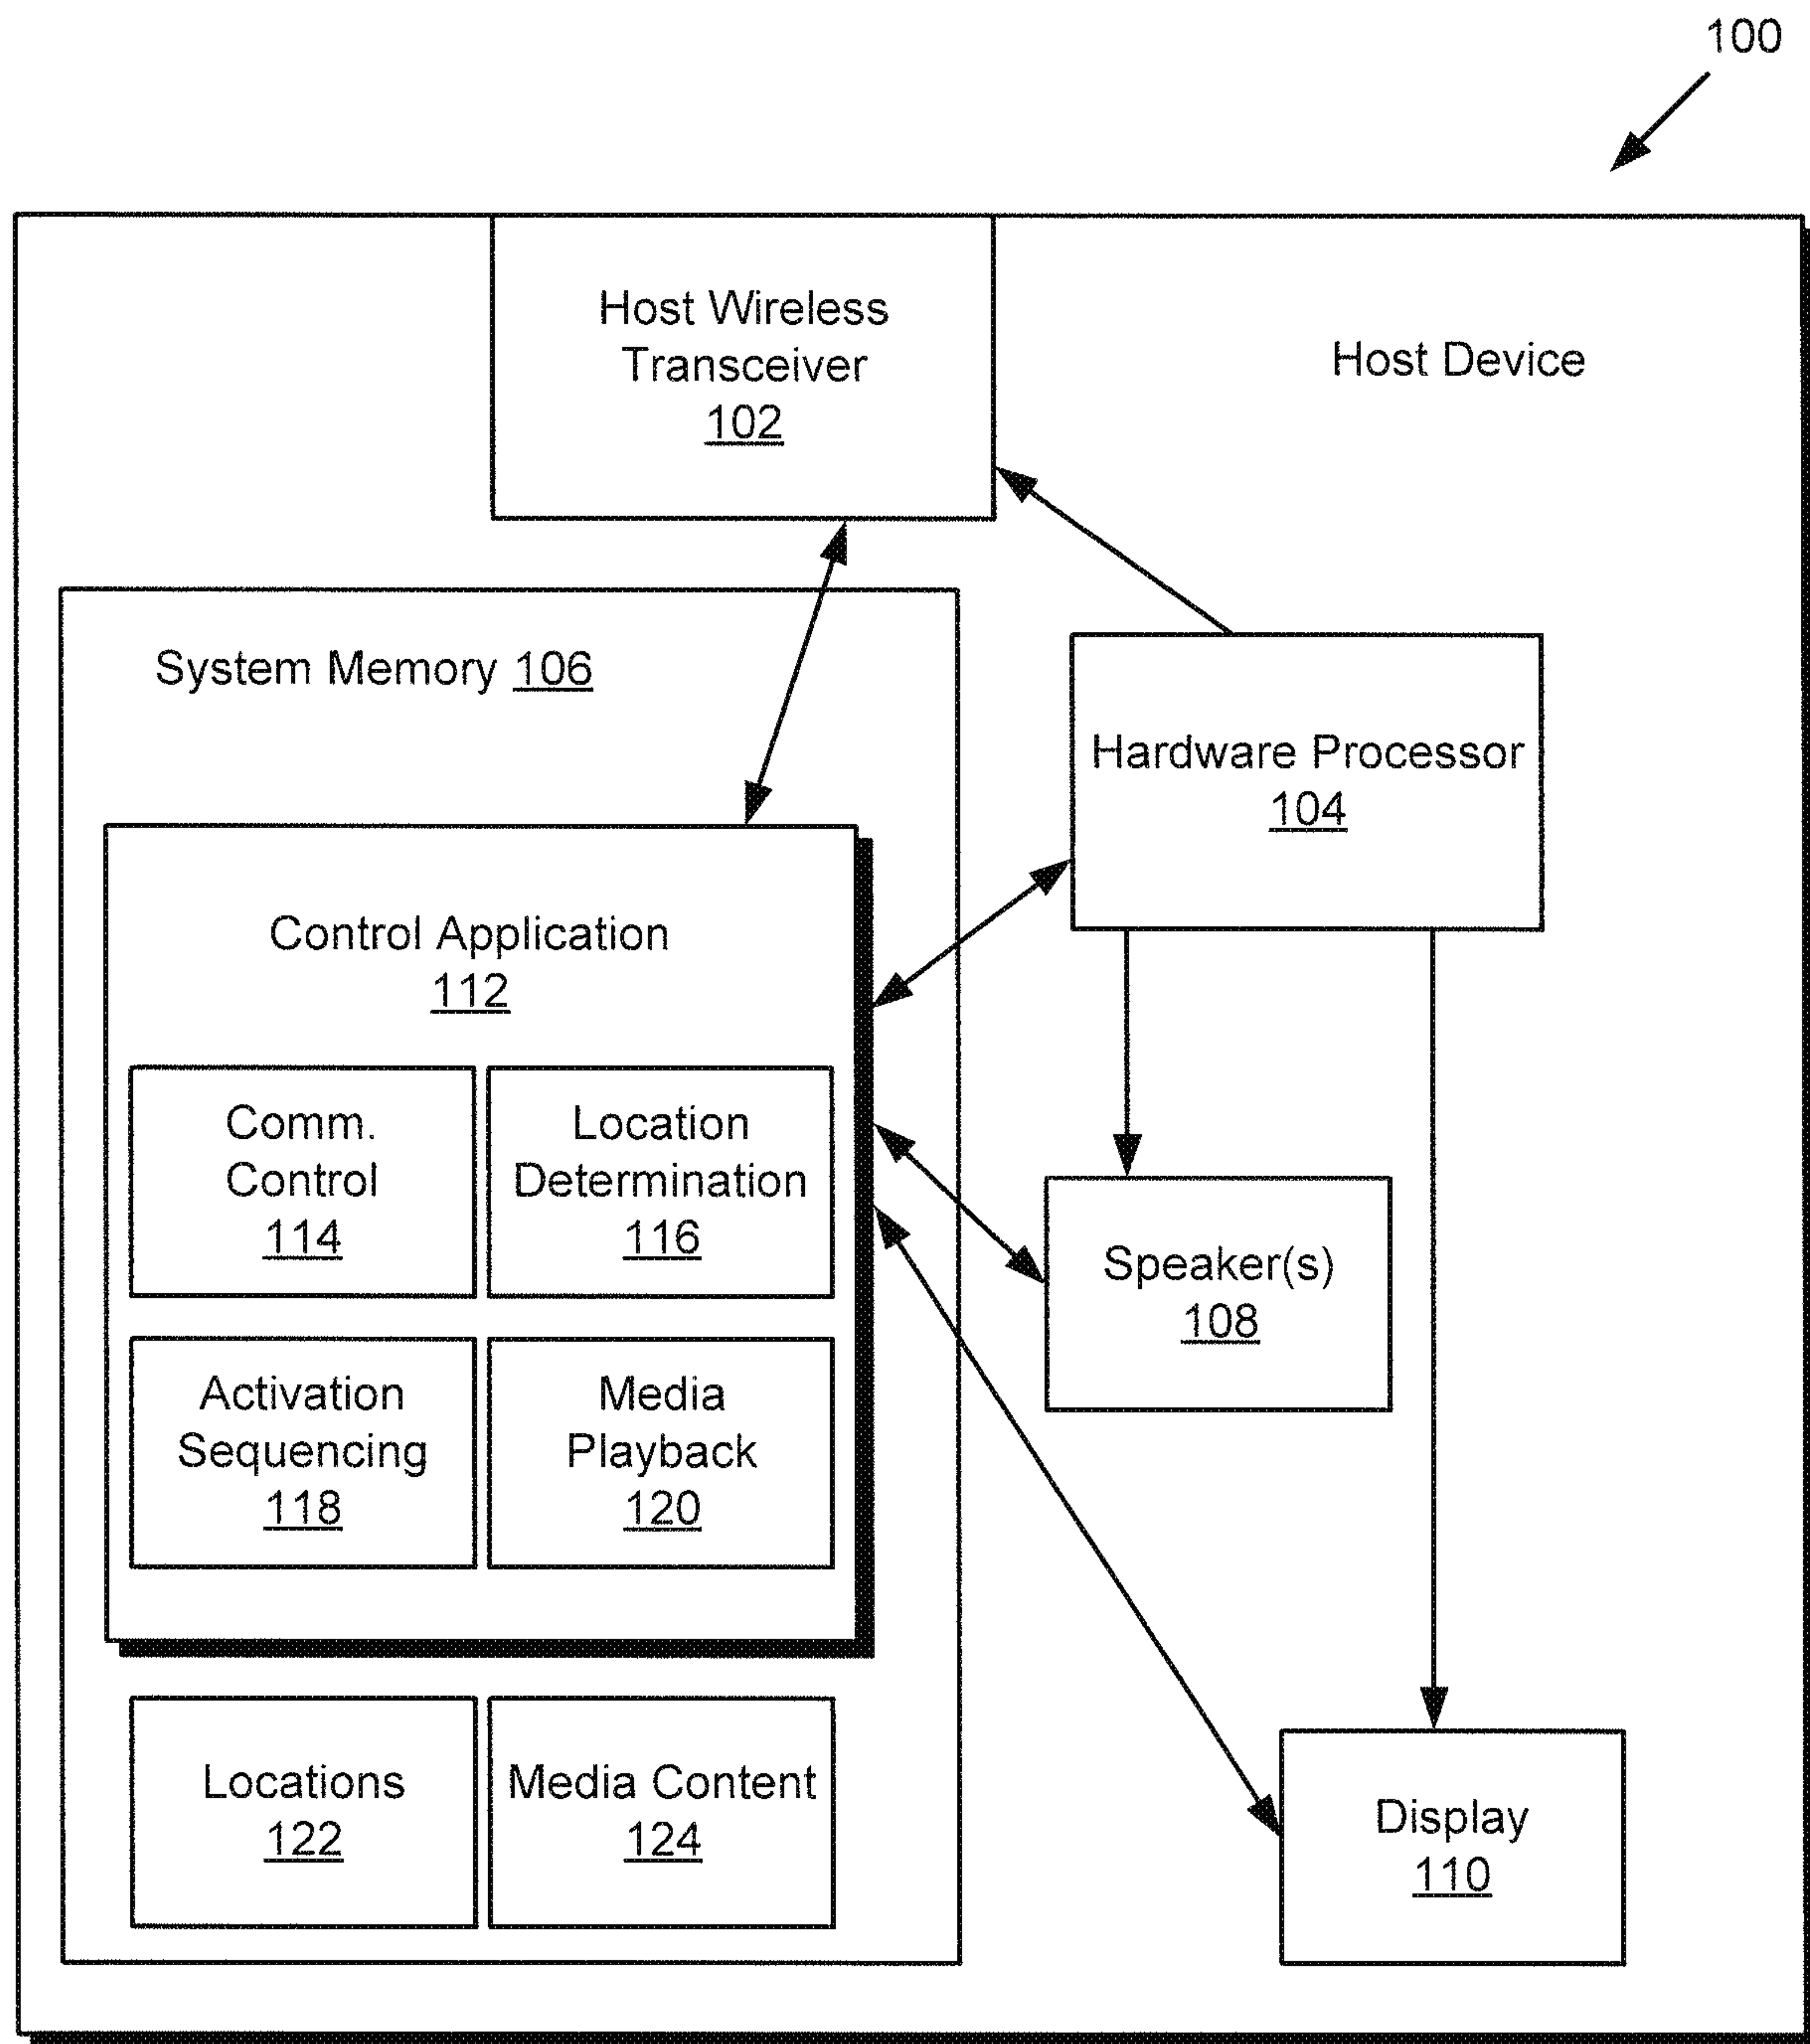 100
Host Wireless
Transceiver
102
Host Device
System Memory 106
Hardware Processor
104
Control Application
112
Comm.
Control
114
Location
Determination
116
Speaker(s)
108
Activation
Sequencing
118
Media
Playback
120
Locations
122
Media Content
124
Display
110